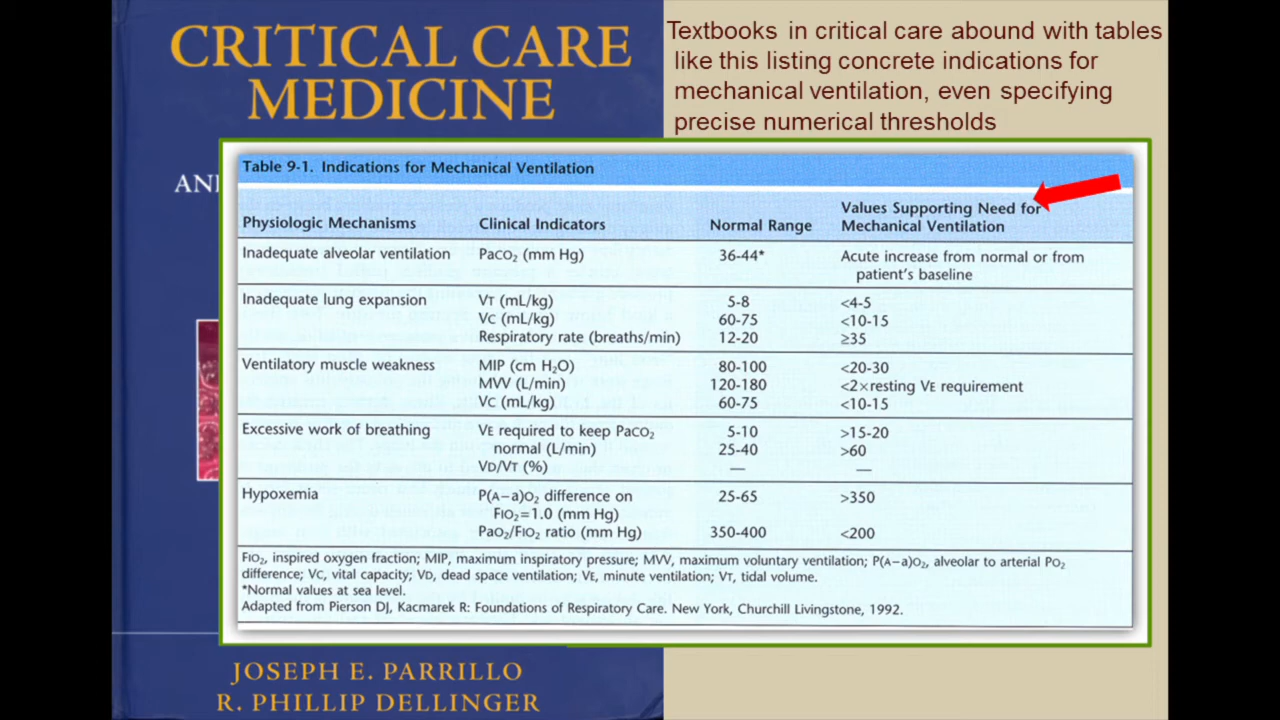 CRITICAL CARE
MEDICINE
AN
Textbooks in critical care abound with tables
like this listing concrete indications for
mechanical ventilation, even specifying
precise numerical thresholds
Table 9-1. Indications for Mechanical Ventilation
Physiologic Mechanisms Clinical Indicators Normal Range Values Supporting Need for
Mechanical Ventilation
Inadequate alveolar ventilation PaCO₂ (mm Hg) 36-44* Acute increase from normal or from
patient's baseline
Inadequate lung expansion VT (mL/kg) 5-8 <4-5
VC (mL/kg) 60-75 <10-15
Respiratory rate (breaths/min) 12-20 ≥35
Ventilatory muscle weakness MIP (cm H₂O) 80-100 <20-30
MVV (L/min) 120-180 <2×resting VE requirement
VC (mL/kg) 60-75 <10-15
Excessive work of breathing VE required to keep PaCO₂ 5-10 >15-20
normal (L/min) 25-40 >60
VD/VT (%) — —
Hypoxemia P(A−a)O₂ difference on 25-65 >350
FIO₂=1.0 (mm Hg)
PaO₂/FIO₂ ratio (mm Hg) 350-400 <200
FIO₂, inspired oxygen fraction; MIP, maximum inspiratory pressure; MVV, maximum voluntary ventilation; P(A−a)O₂, alveolar to arterial PO₂
difference; VC, vital capacity; VD, dead space ventilation; VE, minute ventilation; VT, tidal volume.
*Normal values at sea level.
Adapted from Pierson DJ, Kacmarek R: Foundations of Respiratory Care. New York, Churchill Livingstone, 1992.
JOSEPH E. PARRILLO
R. PHILLIP DELLINGER